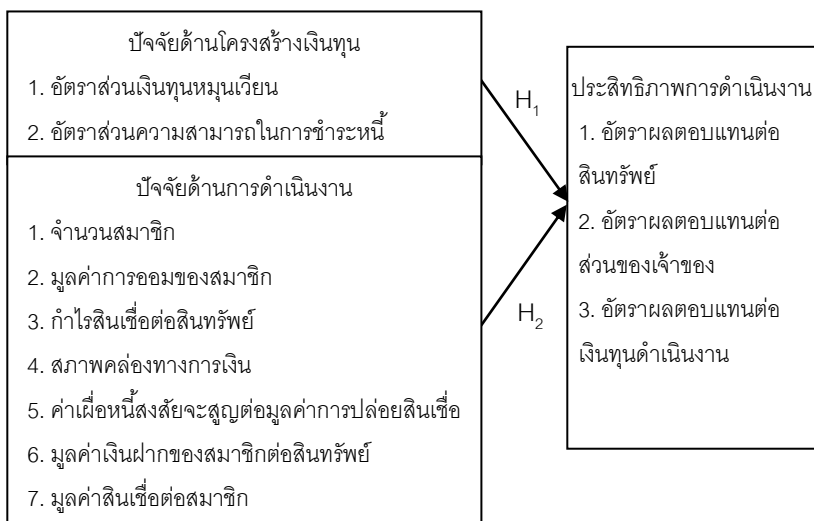 ปัจจัยด้านโครงสร้างเงินทุน
1. อัตราส่วนเงินทุนหมุนเวียน
2. อัตราส่วนความสามารถในการชำระหนี้
ปัจจัยด้านการดำเนินงาน
1. จำนวนสมาชิก
2. มูลค่าการออมของสมาชิก
3. กำไรสินเชื่อต่อสินทรัพย์
4. สภาพคล่องทางการเงิน
5. ค่าเผื่อหนี้สงสัยจะสูญต่อมูลค่าการปล่อยสินเชื่อ
6. มูลค่าเงินฝากของสมาชิกต่อสินทรัพย์
7. มูลค่าสินเชื่อต่อสมาชิก
H₁
H₂
ประสิทธิภาพการดำเนินงาน
1. อัตราผลตอบแทนต่อ
สินทรัพย์
2. อัตราผลตอบแทนต่อ
ส่วนของเจ้าของ
3. อัตราผลตอบแทนต่อ
เงินทุนดำเนินงาน